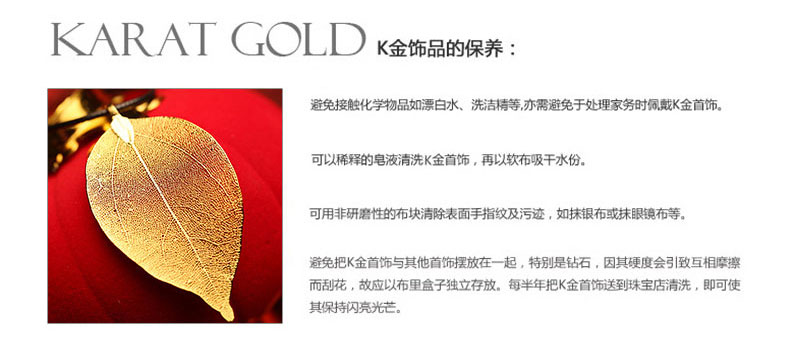 KARAT GOLD K金饰品的保养：
避免接触化学物品如漂白水、洗洁精等,亦需避免于处理家务时佩戴K金首饰。
可以稀释的皂液清洗K金首饰，再以软布吸干水份。
可用非研磨性的布块清除表面手指纹及污迹，如抹银布或抹眼镜布等。
避免把K金首饰与其他首饰摆放在一起，特别是钻石，因其硬度会引致互相摩擦
而刮花，故应以布里盒子独立存放。每半年把K金首饰送到珠宝店清洗，即可使
其保持闪亮光芒。